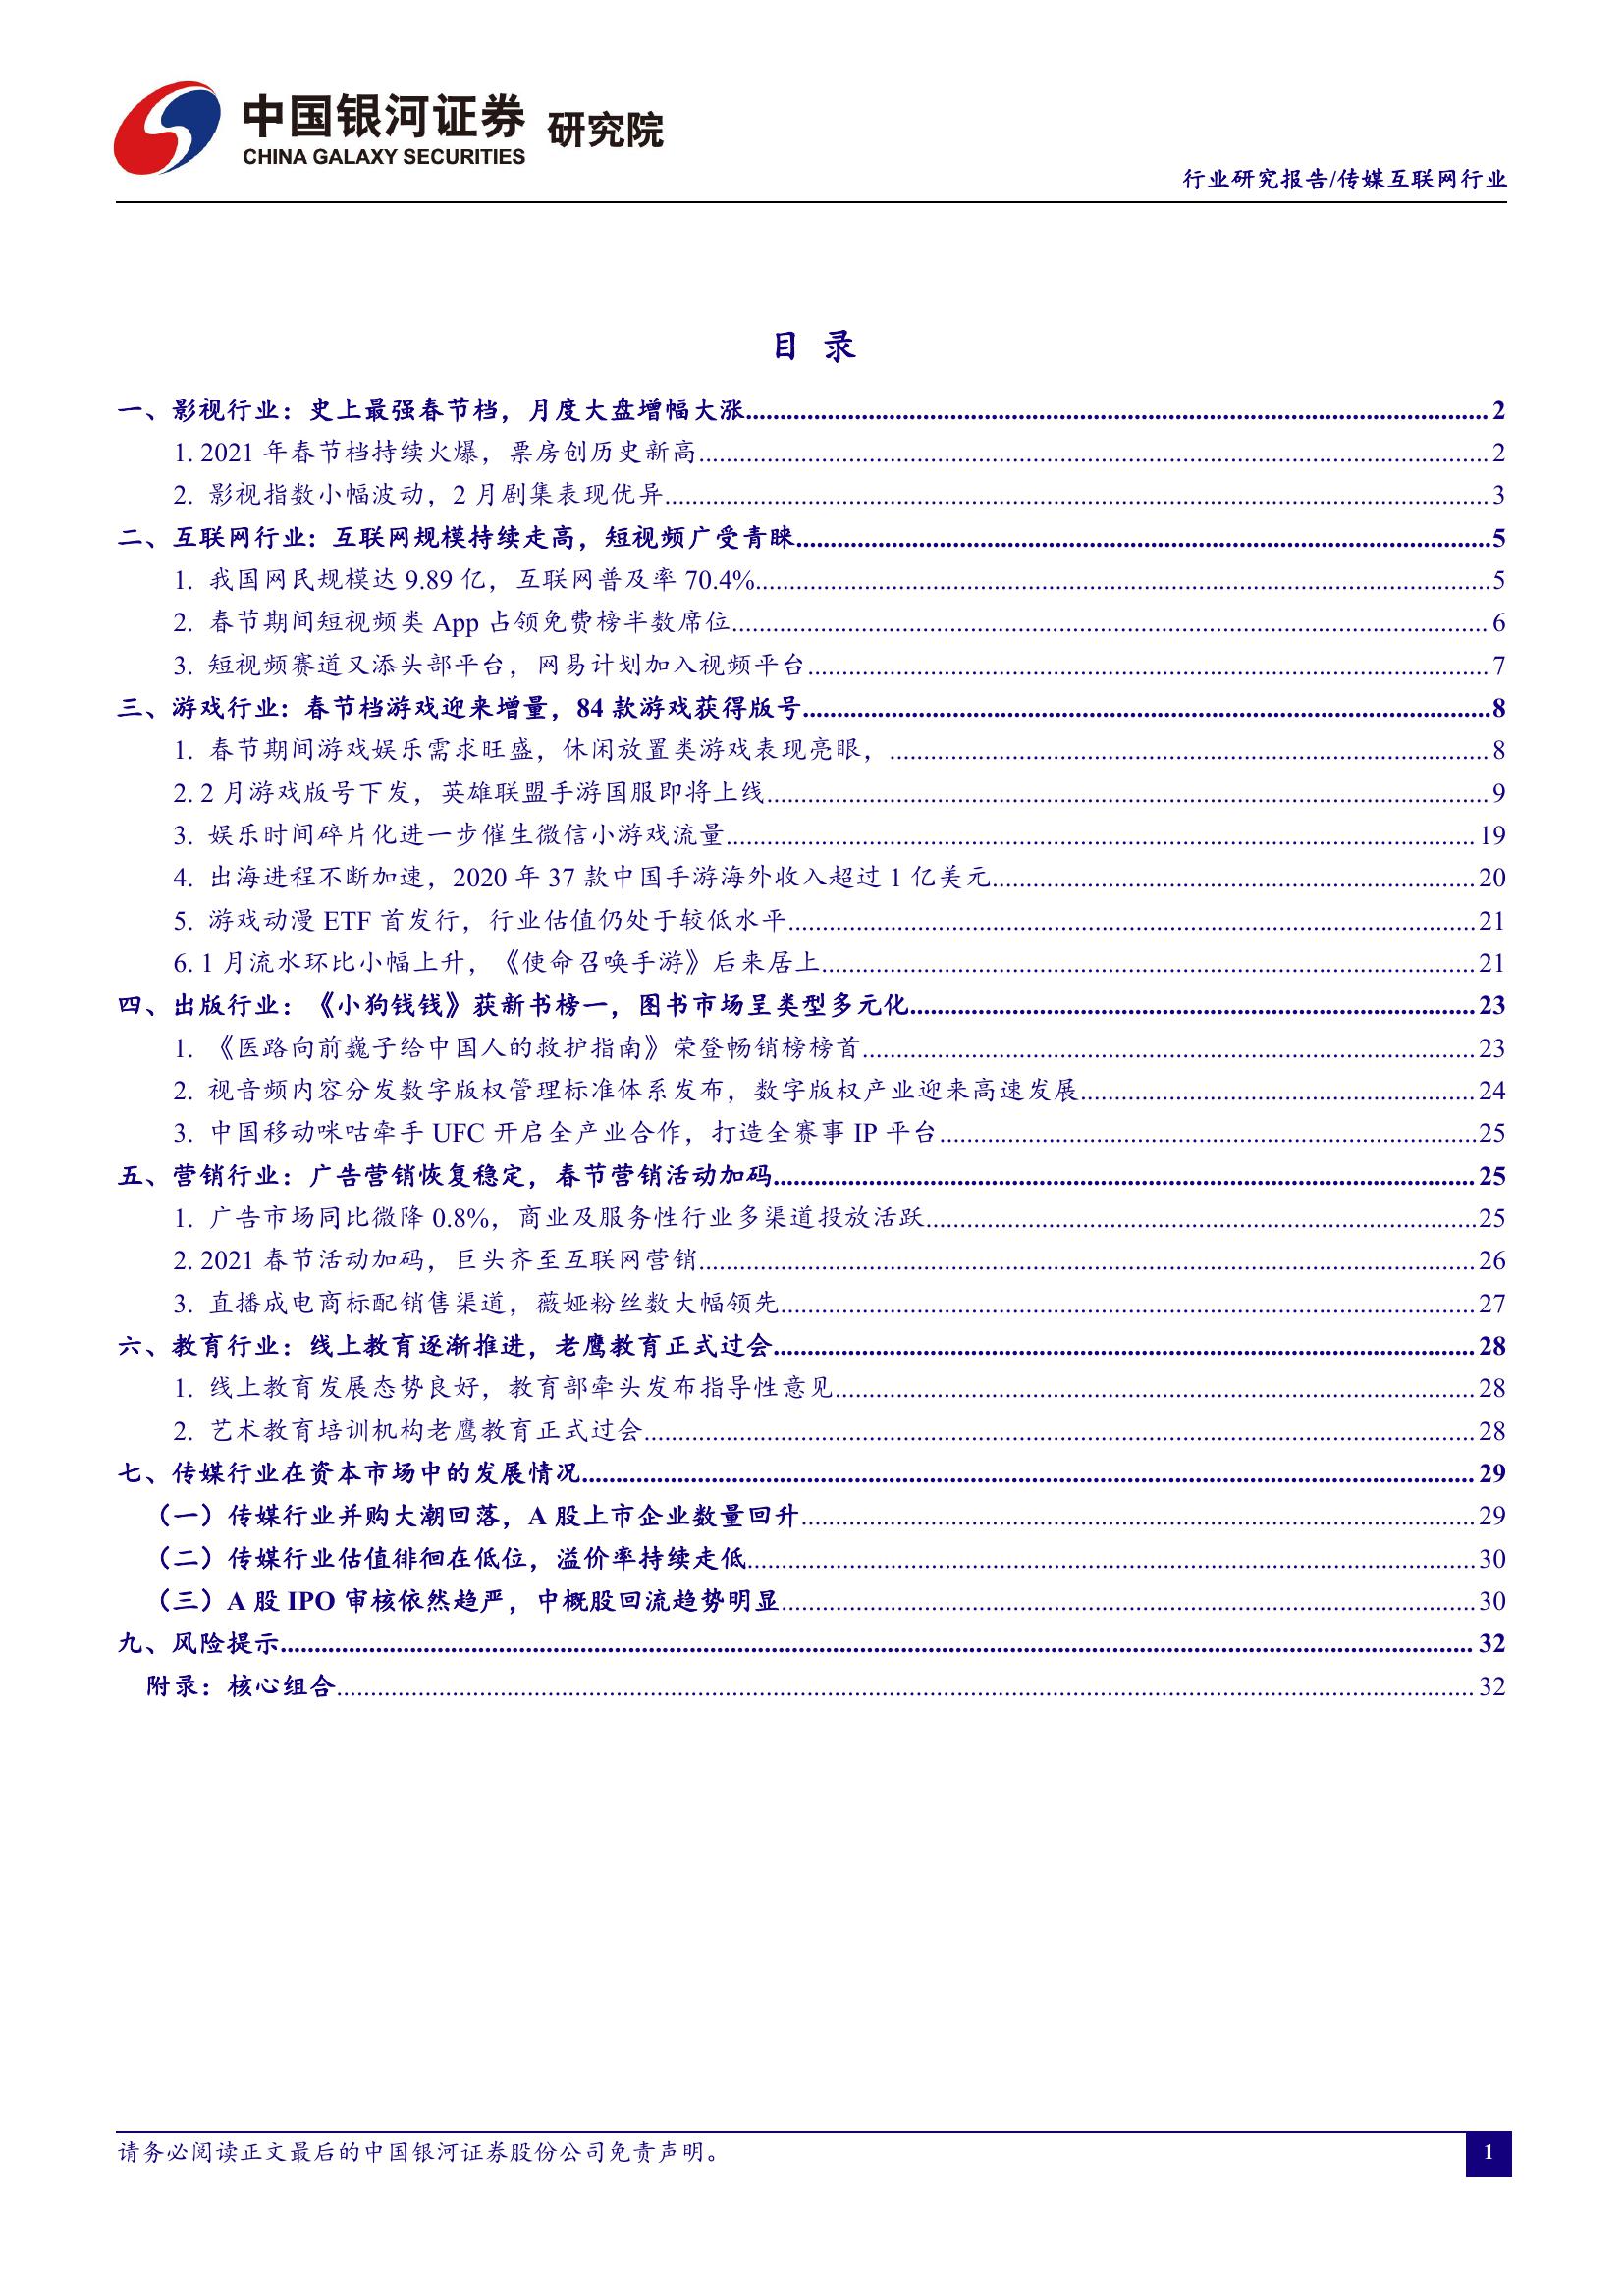 中国银河证券 研究院
CHINA GALAXY SECURITIES
行业研究报告/传媒互联网行业
目 录
一、影视行业：史上最强春节档，月度大盘增幅大涨 2
1. 2021 年春节档持续火爆，票房创历史新高 2
2. 影视指数小幅波动，2 月剧集表现优异 3
二、互联网行业：互联网规模持续走高，短视频广受青睐 5
1. 我国网民规模达 9.89 亿，互联网普及率 70.4% 5
2. 春节期间短视频类 App 占领免费榜半数席位 6
3. 短视频赛道又添头部平台，网易计划加入视频平台 7
三、游戏行业：春节档游戏迎来增量，84 款游戏获得版号 8
1. 春节期间游戏娱乐需求旺盛，休闲放置类游戏表现亮眼， 8
2. 2 月游戏版号下发，英雄联盟手游国服即将上线 9
3. 娱乐时间碎片化进一步催生微信小游戏流量 19
4. 出海进程不断加速，2020 年 37 款中国手游海外收入超过 1 亿美元 20
5. 游戏动漫 ETF 首发行，行业估值仍处于较低水平 21
6. 1 月流水环比小幅上升，《使命召唤手游》后来居上 21
四、出版行业：《小狗钱钱》获新书榜一，图书市场呈类型多元化 23
1. 《医路向前巍子给中国人的救护指南》荣登畅销榜榜首 23
2. 视音频内容分发数字版权管理标准体系发布，数字版权产业迎来高速发展 24
3. 中国移动咪咕牵手 UFC 开启全产业合作，打造全赛事 IP 平台 25
五、营销行业：广告营销恢复稳定，春节营销活动加码 25
1. 广告市场同比微降 0.8%，商业及服务性行业多渠道投放活跃 25
2. 2021 春节活动加码，巨头齐至互联网营销 26
3. 直播成电商标配销售渠道，薇娅粉丝数大幅领先 27
六、教育行业：线上教育逐渐推进，老鹰教育正式过会 28
1. 线上教育发展态势良好，教育部牵头发布指导性意见 28
2. 艺术教育培训机构老鹰教育正式过会 28
七、传媒行业在资本市场中的发展情况 29
（一）传媒行业并购大潮回落，A 股上市企业数量回升 29
（二）传媒行业估值徘徊在低位，溢价率持续走低 30
（三）A 股 IPO 审核依然趋严，中概股回流趋势明显 30
九、风险提示 32
附录：核心组合 32
请务必阅读正文最后的中国银河证券股份公司免责声明。
1